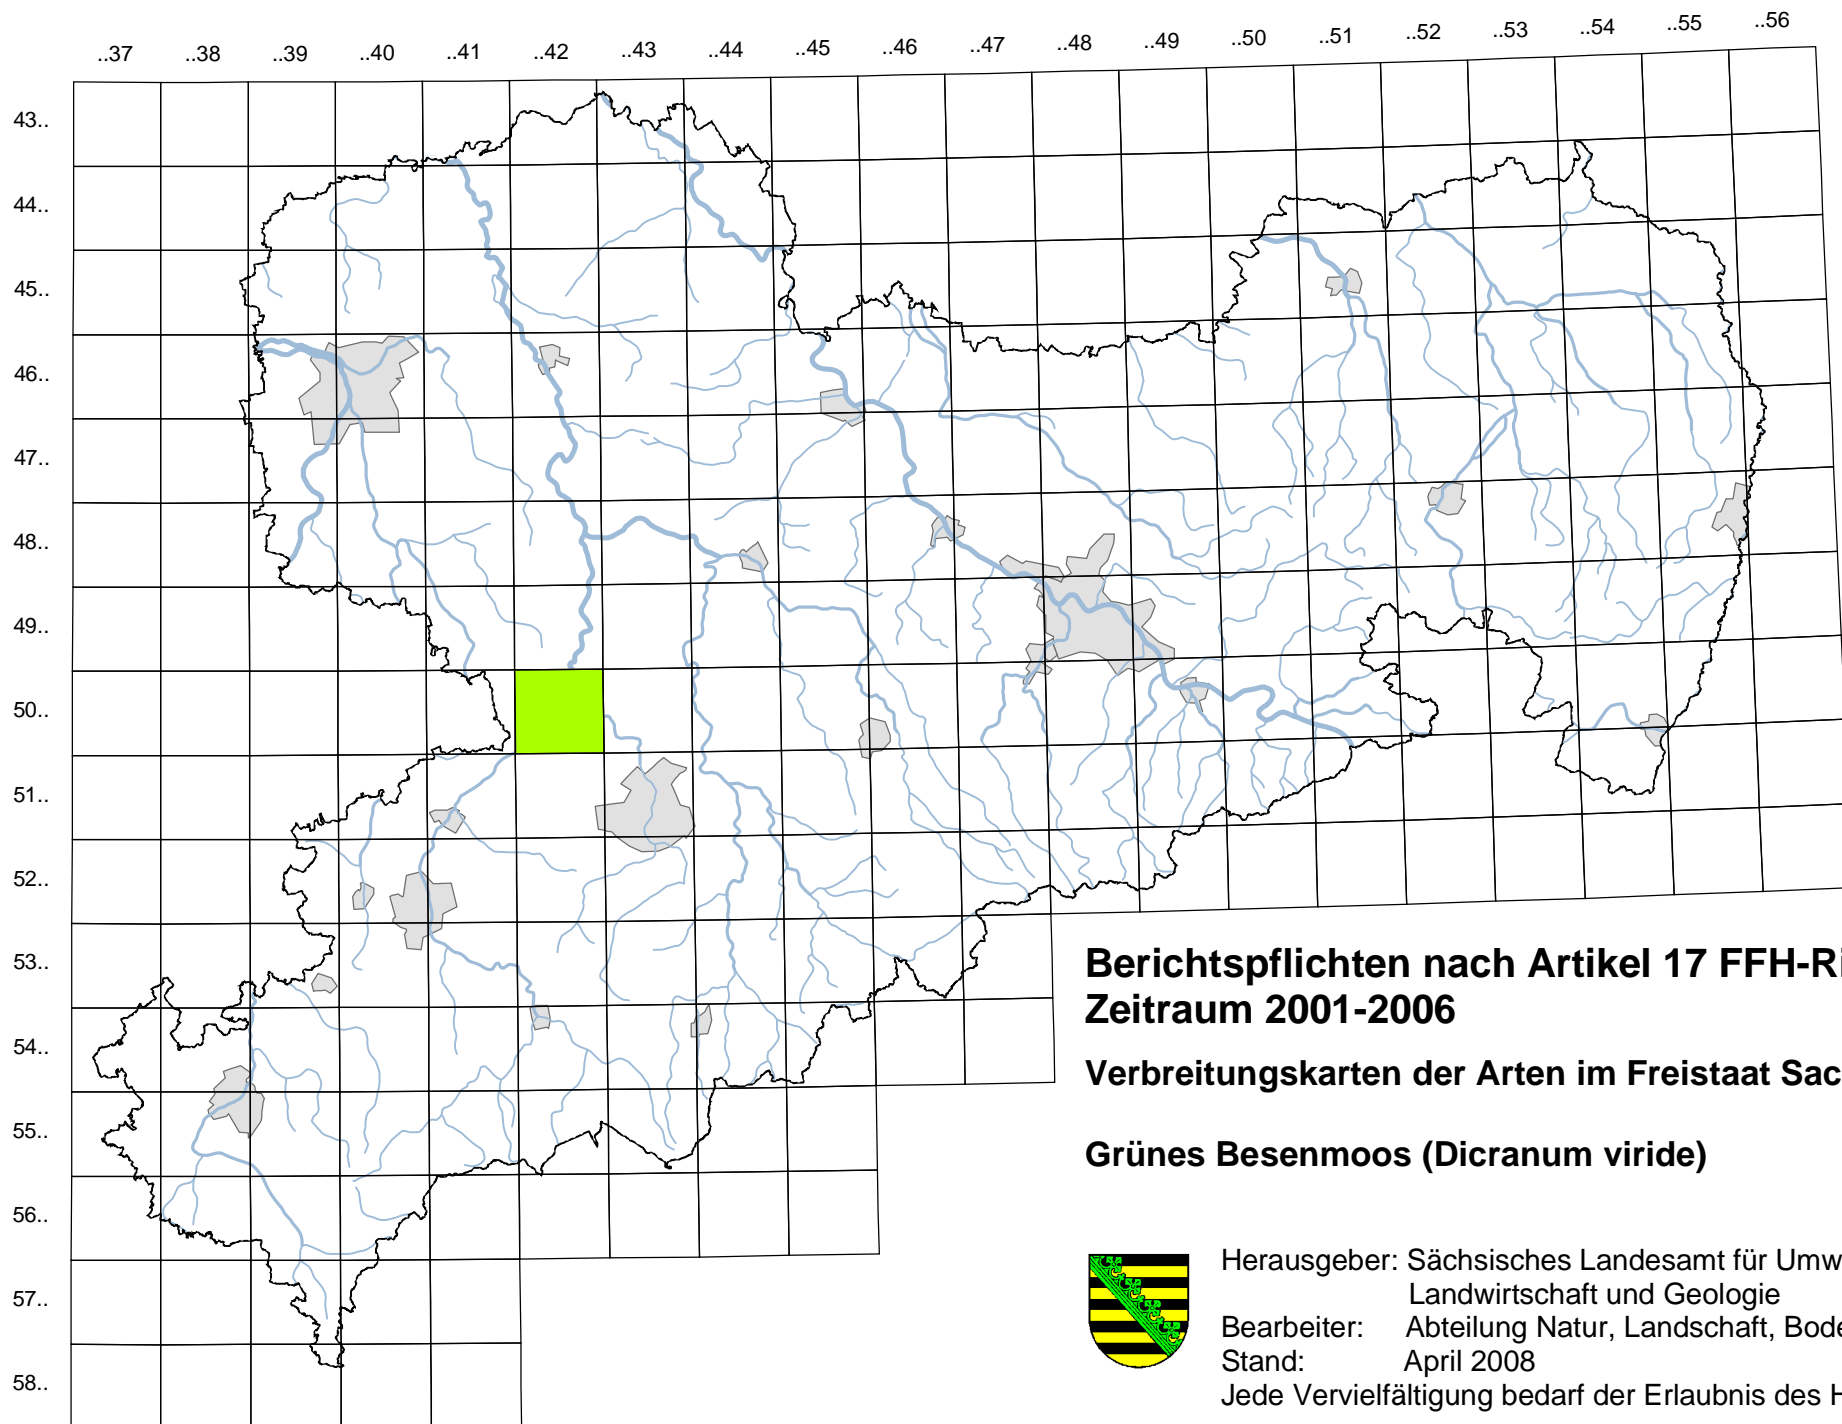 ..37 ..38 ..39 ..40 ..41 ..42 ..43 ..44 ..45 ..46 ..47 ..48 ..49 ..50 ..51 ..52 ..53 ..54 ..55 ..56
43..
44..
45..
46..
47..
48..
49..
50..
51..
52..
53..
54..
55..
56..
57..
58..
Berichtspflichten nach Artikel 17 FFH-Ri
Zeitraum 2001-2006
Verbreitungskarten der Arten im Freistaat Sac
Grünes Besenmoos (Dicranum viride)
Herausgeber: Sächsisches Landesamt für Umw
Landwirtschaft und Geologie
Bearbeiter: Abteilung Natur, Landschaft, Bode
Stand: April 2008
Jede Vervielfältigung bedarf der Erlaubnis des H